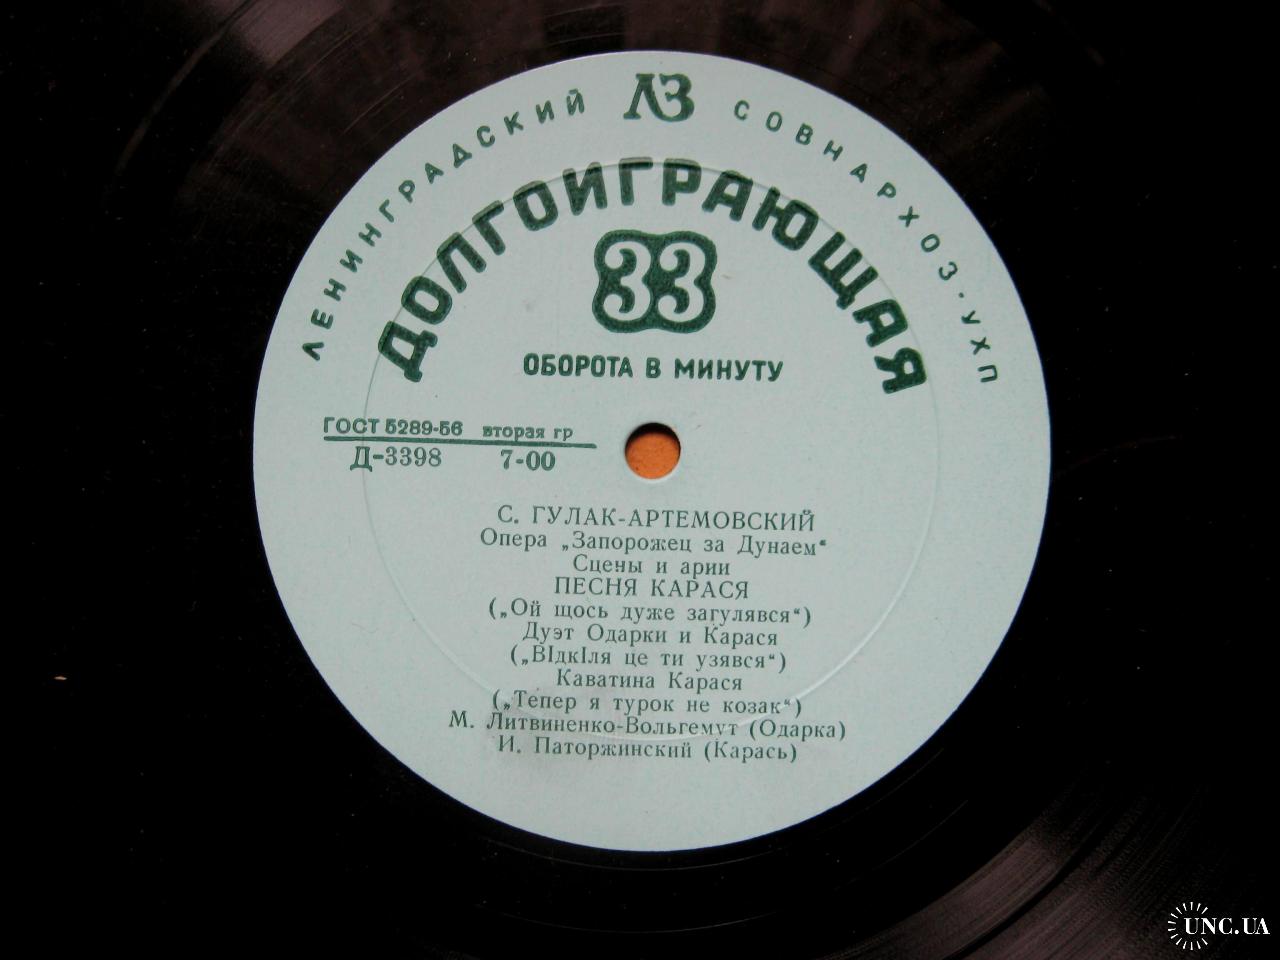 ЛЕНИНГРАДСКИЙ ЛЗ СОВНАРХОЗ·УХП
ДОЛГОИГРАЮЩАЯ
33
ОБОРОТА В МИНУТУ
ГОСТ 5289-56 вторая гр
Д-3398 7-00
С. ГУЛАК-АРТЕМОВСКИЙ
Опера „Запорожец за Дунаем“
Сцены и арии
ПЕСНЯ КАРАСЯ
(„Ой щось дуже загулявся“)
Дуэт Одарки и Карася
(„ВІдкІля це ти узявся“)
Каватина Карася
(„Тепер я турок не козак“)
М. Литвиненко-Вольгемут (Одарка)
И. Паторжинский (Карась)
UNC.UA